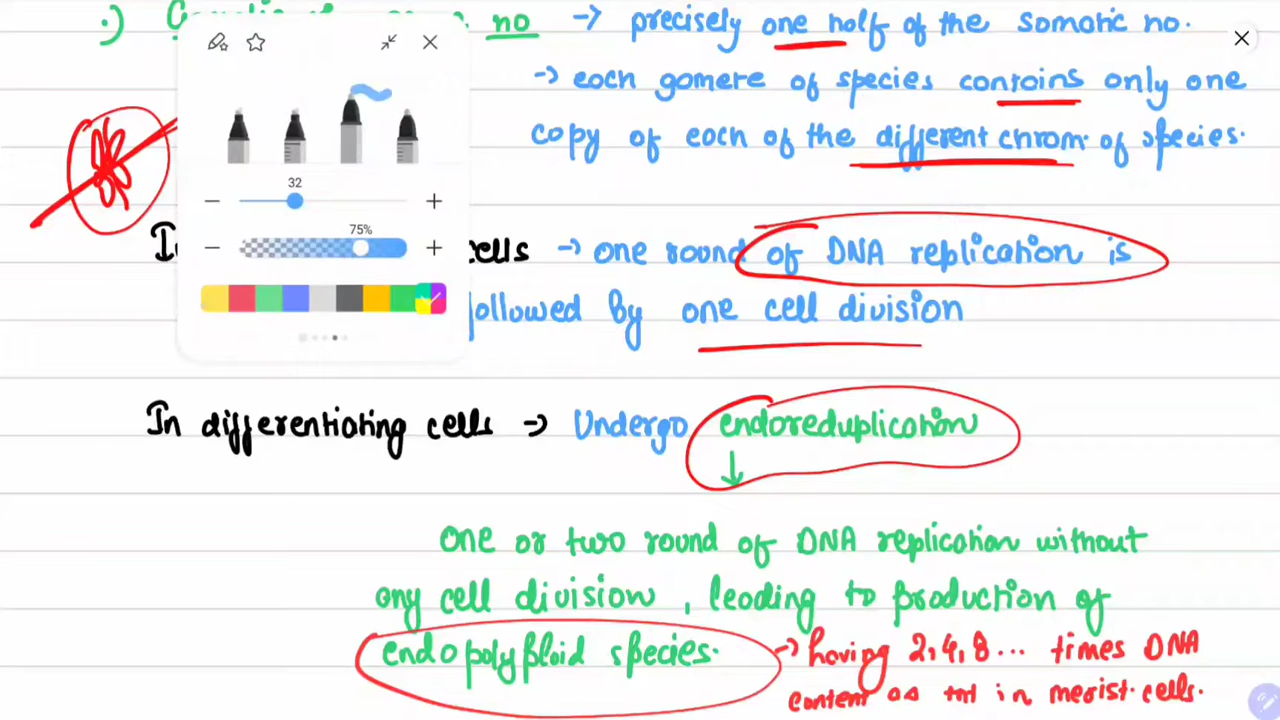 no → precisely one half of the somatic no.
→ each gamere of species contains only one
copy of each of the different chrom. of species.
32
75%
cells → one round of DNA replication is
followed by one cell division
In differentiating cells → Undergo endoreduplication
↓
One or two round of DNA replication without
any cell division, leading to production of
endopolyploid species. → having 2,4,8... times DNA
content as tht in merist. cells.